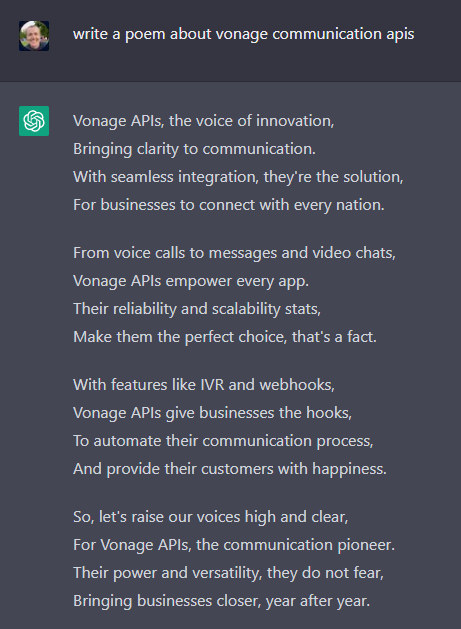 write a poem about vonage communication apis
Vonage APIs, the voice of innovation,
Bringing clarity to communication.
With seamless integration, they're the solution,
For businesses to connect with every nation.
From voice calls to messages and video chats,
Vonage APIs empower every app.
Their reliability and scalability stats,
Make them the perfect choice, that's a fact.
With features like IVR and webhooks,
Vonage APIs give businesses the hooks,
To automate their communication process,
And provide their customers with happiness.
So, let's raise our voices high and clear,
For Vonage APIs, the communication pioneer.
Their power and versatility, they do not fear,
Bringing businesses closer, year after year.